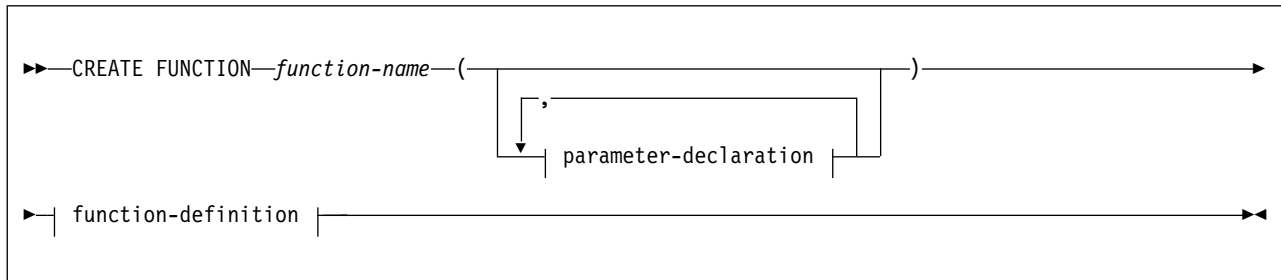 CREATE FUNCTION function-name ( )
,
parameter-declaration
function-definition